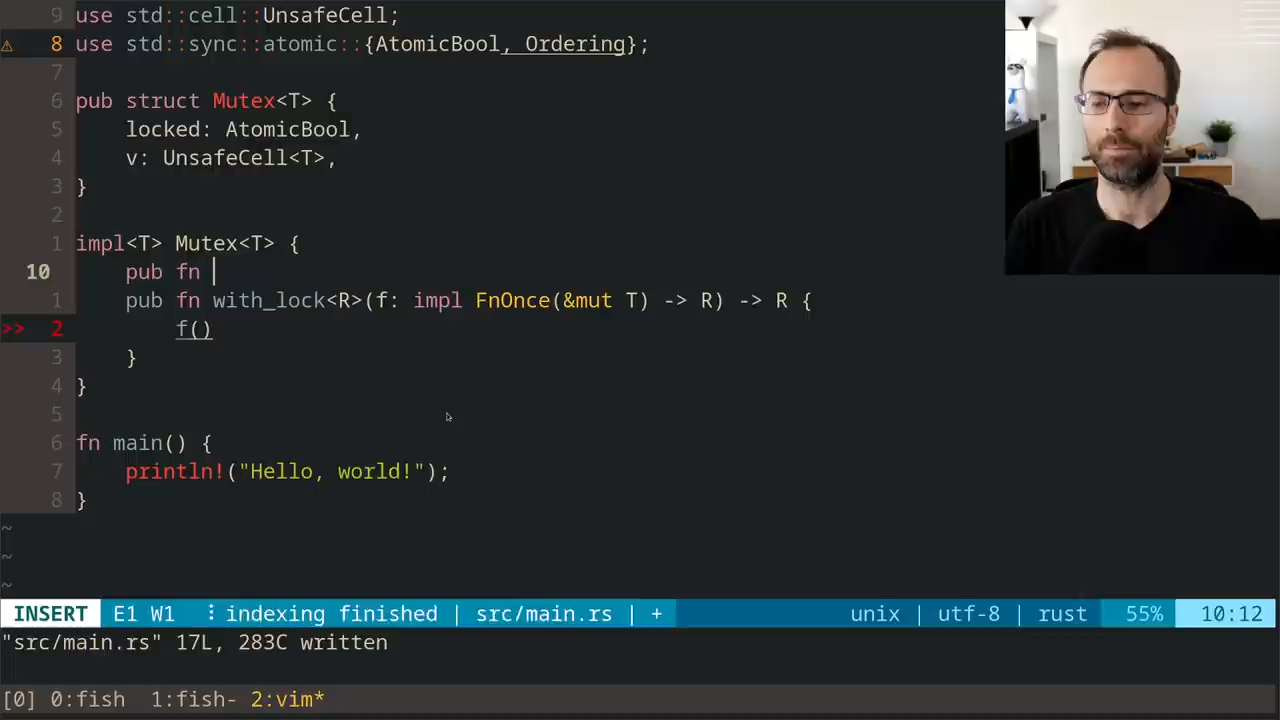 9 use std::cell::UnsafeCell;
⚠ 8 use std::sync::atomic::{AtomicBool, Ordering};
7
6 pub struct Mutex<T> {
5     locked: AtomicBool,
4     v: UnsafeCell<T>,
3 }
2
1 impl<T> Mutex<T> {
10     pub fn
1     pub fn with_lock<R>(f: impl FnOnce(&mut T) -> R) -> R {
>> 2         f()
3     }
4 }
5
6 fn main() {
7     println!("Hello, world!");
8 }
~
~
~
INSERT E1 W1 ⠸ indexing finished | src/main.rs | + unix | utf-8 | rust 55% 10:12
"src/main.rs" 17L, 283C written
[0] 0:fish  1:fish- 2:vim*